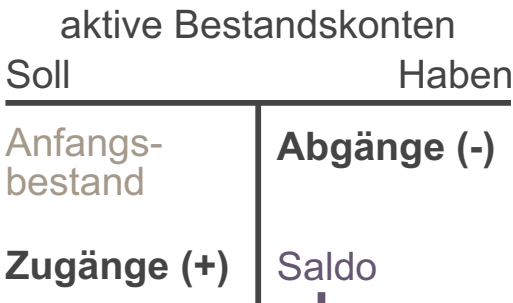 aktive Bestandskonten
Soll Haben
Anfangs-
bestand
Abgänge (-)
Zugänge (+)
Saldo